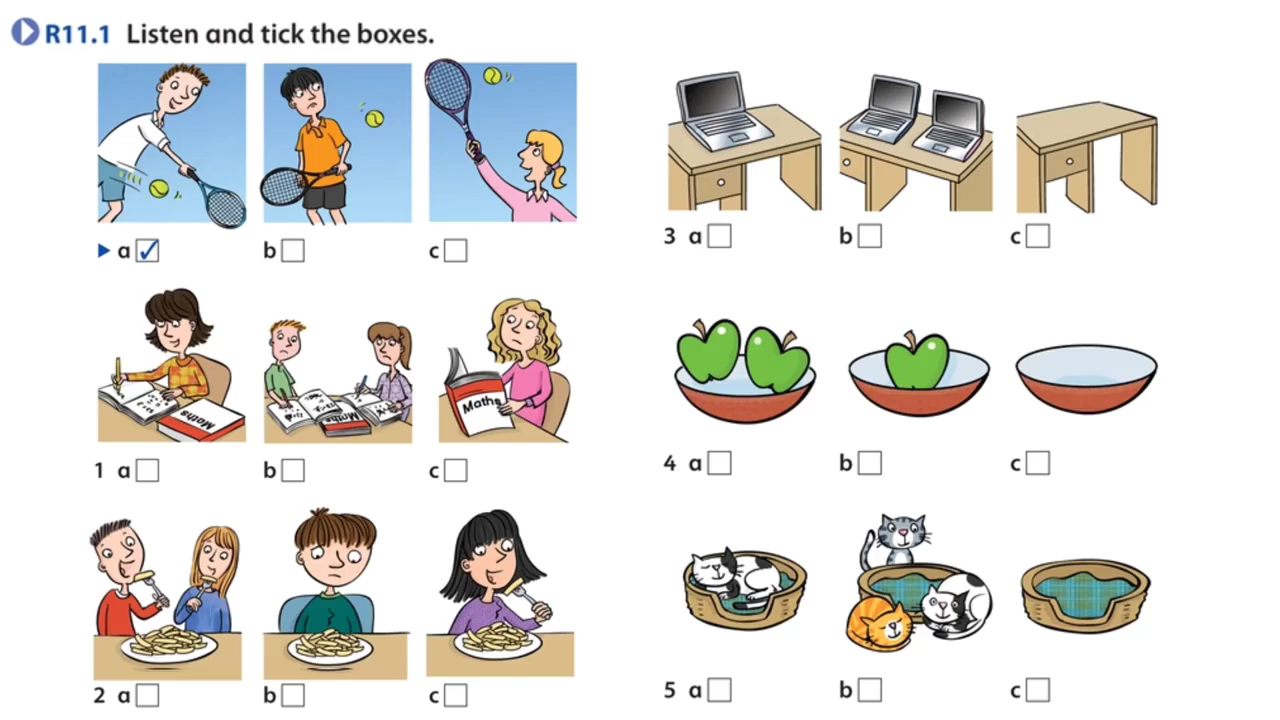 R11.1 Listen and tick the boxes.
a ✓ b c
Maths Maths Maths
1 a b c
2 a b c
3 a b c
4 a b c
5 a b c